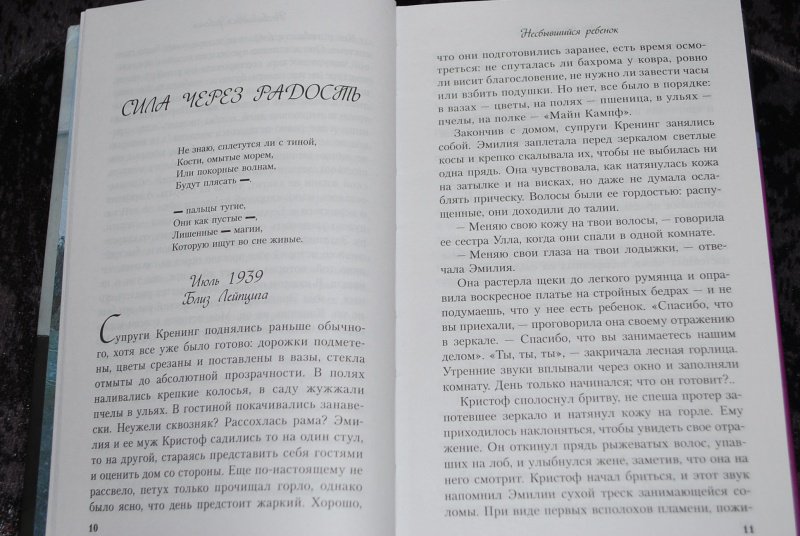 СИЛА ЧЕРЕЗ РАДОСТЬ
Не знаю, сплетутся ли с тиной,
Кости, омытые морем,
Или покорные волнам,
Будут плясать —.
— пальцы тугие,
Они как пустые —,
Лишенные — магии,
Которую ищут во сне живые.
Июль 1939
Близ Лейпцига
Супруги Кренинг поднялись раньше обычно-
го, хотя все уже было готово: дорожки подмете-
ны, цветы срезаны и поставлены в вазы, стекла
отмыты до абсолютной прозрачности. В полях
наливались крепкие колосья, в саду жужжали
пчелы в ульях. В гостиной покачивались занаве-
ски. Неужели сквозняк? Рассохлась рама? Эми-
лия и ее муж Кристоф садились то на один стул,
то на другой, стараясь представить себя гостями
и оценить дом со стороны. Еще по-настоящему не
рассвело, петух только прочищал горло, однако
было ясно, что день предстоит жаркий. Хорошо,
10
Несбывшийся ребенок
что они подготовились заранее, есть время осмо-
треться: не спуталась ли бахрома у ковра, ровно
ли висит благословение, не нужно ли завести часы
или взбить подушки. Но нет, все было в порядке:
в вазах — цветы, на полях — пшеница, в ульях —
пчелы, на полке — «Майн Кампф».
Закончив с домом, супруги Кренинг занялись
собой. Эмилия заплетала перед зеркалом светлые
косы и крепко скалывала их, чтобы не выбилась ни
одна прядь. Она чувствовала, как натянулась кожа
на затылке и на висках, но даже не думала осла-
блять прическу. Волосы были ее гордостью: распу-
щенные, они доходили до талии.
— Меняю свою кожу на твои волосы, — говорила
ее сестра Улла, когда они спали в одной комнате.
— Меняю свои глаза на твои лодыжки, — отве-
чала Эмилия.
Она растерла щеки до легкого румянца и опра-
вила воскресное платье на стройных бедрах — и не
подумаешь, что у нее есть ребенок. «Спасибо, что
вы приехали, — проговорила она своему отражению
в зеркале. — Спасибо, что вы занимаетесь нашим
делом». «Ты, ты, ты», — закричала лесная горлица.
Утренние звуки вплывали через окно и заполняли
комнату. День только начинался; что он готовит?..
Кристоф сполоснул бритву, не спеша протер за-
потевшее зеркало и натянул кожу на горле. Ему
приходилось наклоняться, чтобы увидеть свое отра-
жение. Он откинул прядь рыжеватых волос, упав-
ших на лоб, и улыбнулся жене, заметив, что она на
него смотрит. Кристоф начал бриться, и этот звук
напомнил Эмилии сухой треск занимающейся со-
ломы. При виде первых всполохов пламени, пожи-
11